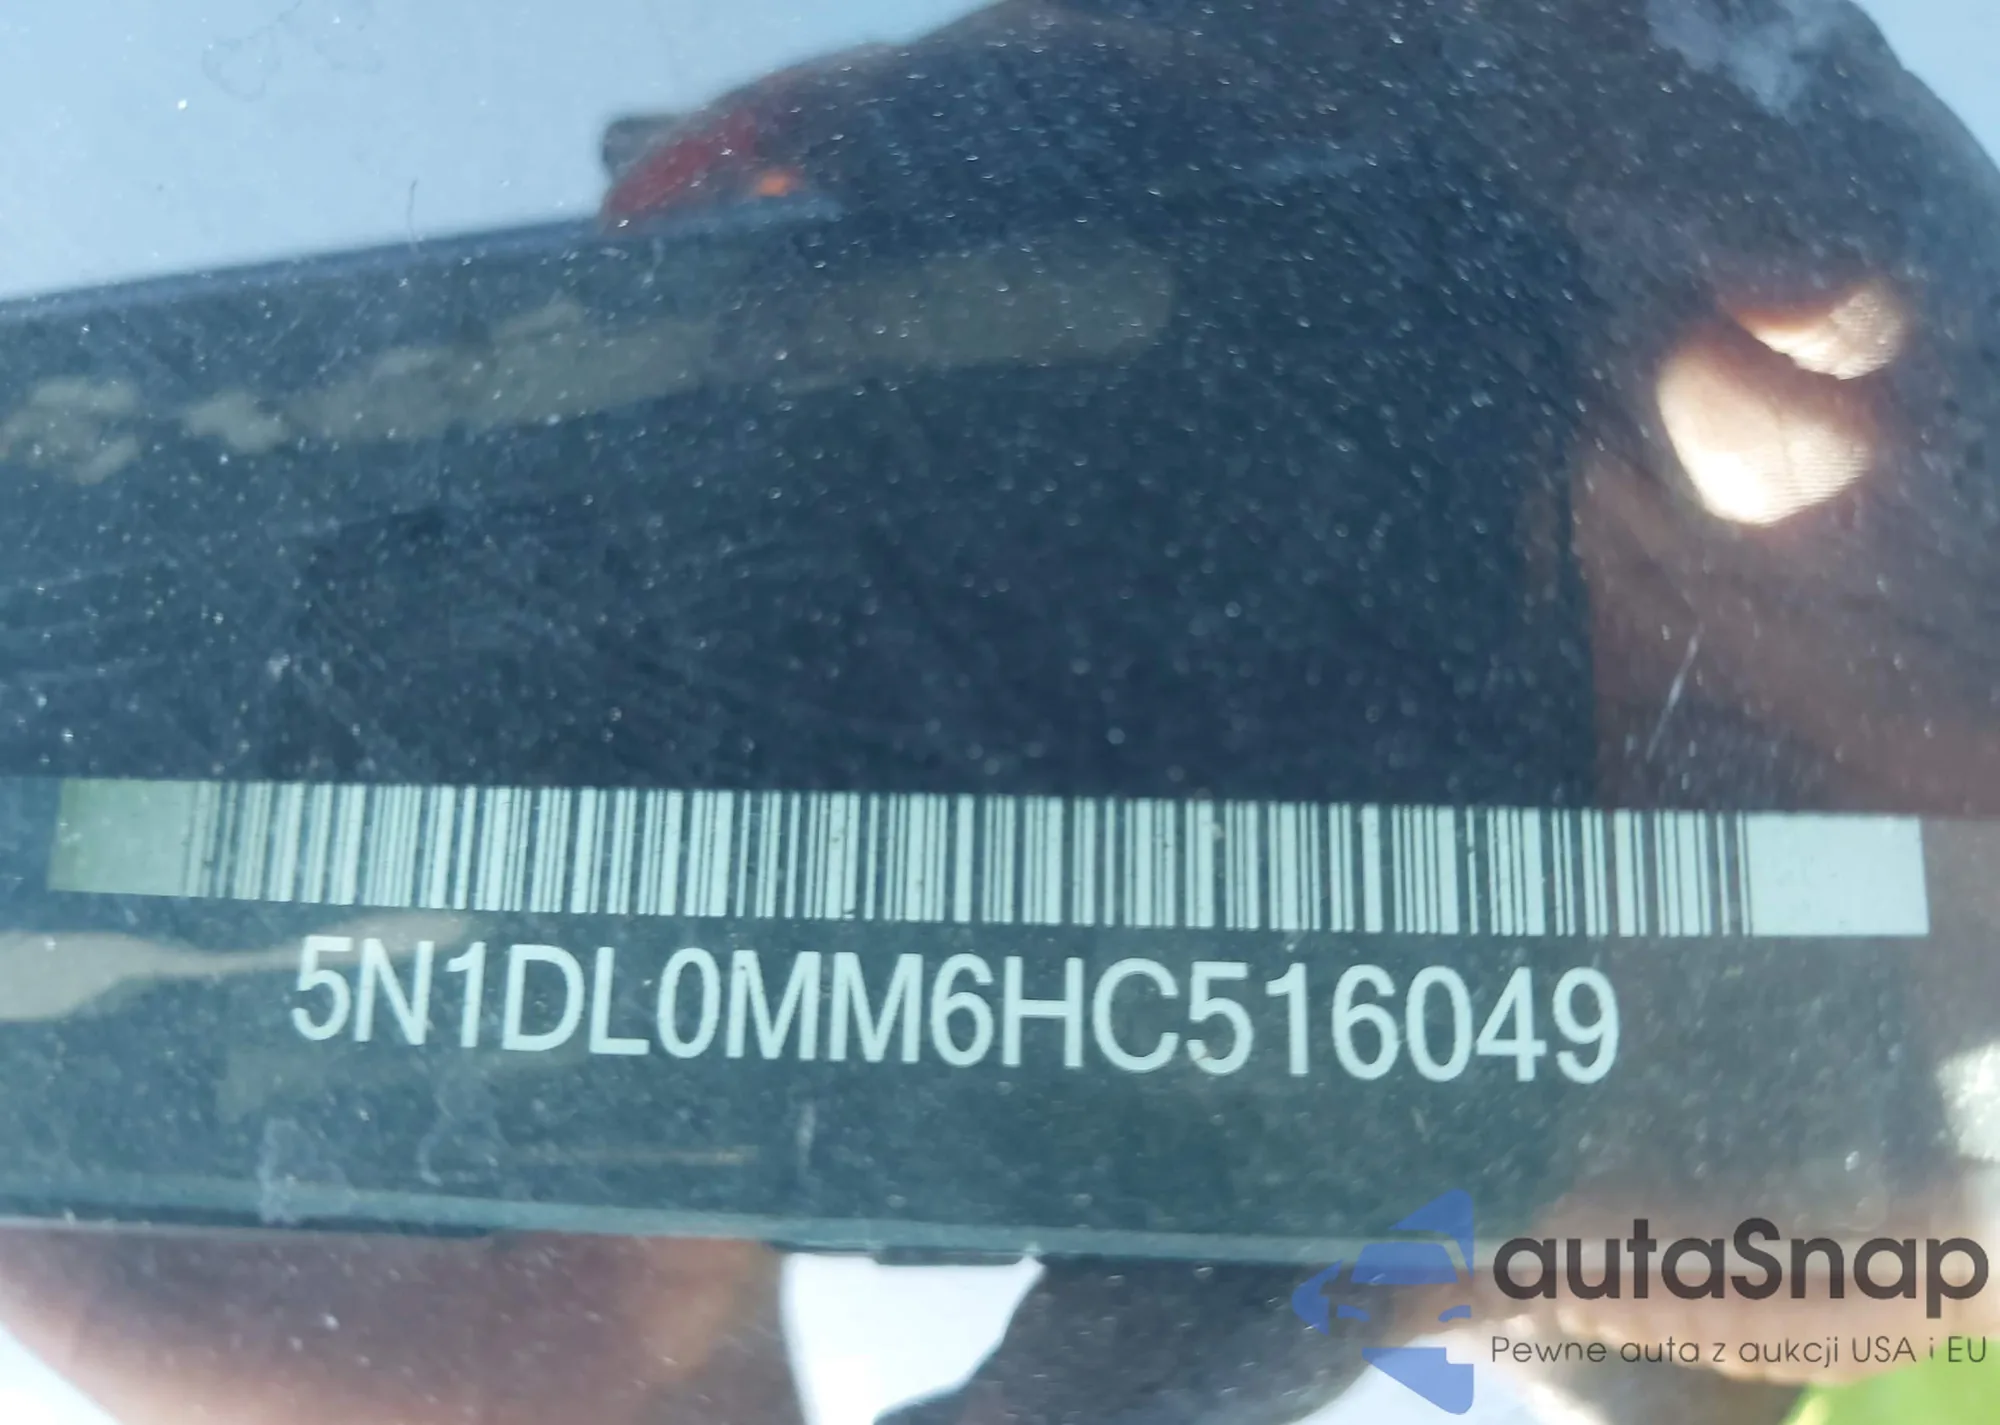 5N1DL0MM6HC516049
autaSnap
Pewne auta z aukcji USA i EU